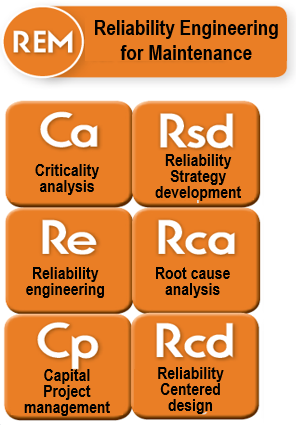 REM
Reliability Engineering
for Maintenance
Ca
Criticality
analysis
Rsd
Reliability
Strategy
development
Re
Reliability
engineering
Rca
Root cause
analysis
Cp
Capital
Project
management
Rcd
Reliability
Centered
design